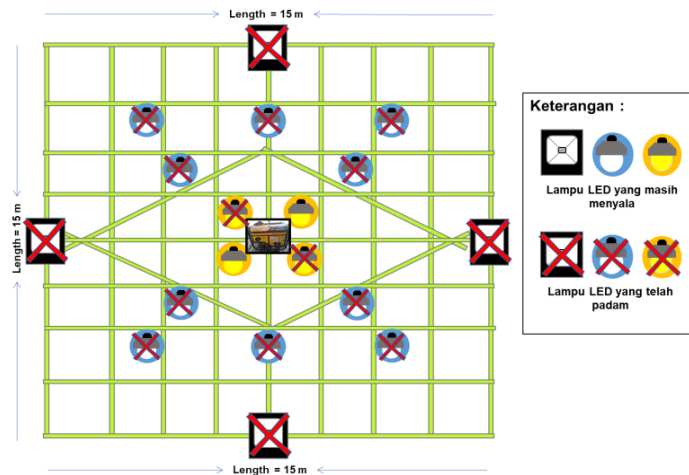 Length = 15 m
Length = 15 m
Length = 15 m
Keterangan :
Lampu LED yang masih
menyala
Lampu LED yang telah
padam